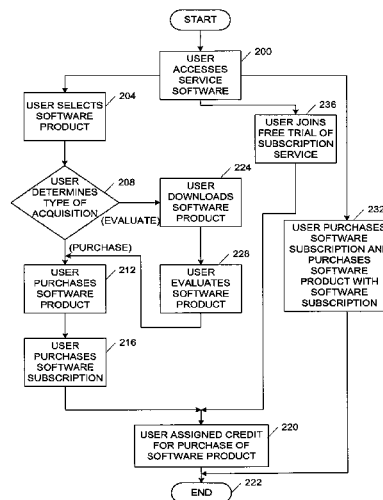 START
200
USER
ACCESSES
SERVICE
SOFTWARE
204
USER SELECTS
SOFTWARE
PRODUCT
236
USER JOINS
FREE TRIAL OF
SUBSCRIPTION
SERVICE
208
USER
DETERMINES
TYPE OF
ACQUISITION
(EVALUATE)
(PURCHASE)
224
USER
DOWNLOADS
SOFTWARE
PRODUCT
232
USER PURCHASES
SOFTWARE
SUBSCRIPTION AND
PURCHASES
SOFTWARE
PRODUCT WITH
SOFTWARE
SUBSCRIPTION
212
USER
PURCHASES
SOFTWARE
PRODUCT
228
USER
EVALUATES
SOFTWARE
PRODUCT
216
USER
PURCHASES
SOFTWARE
SUBSCRIPTION
220
USER ASSIGNED CREDIT
FOR PURCHASE OF
SOFTWARE PRODUCT
END
222